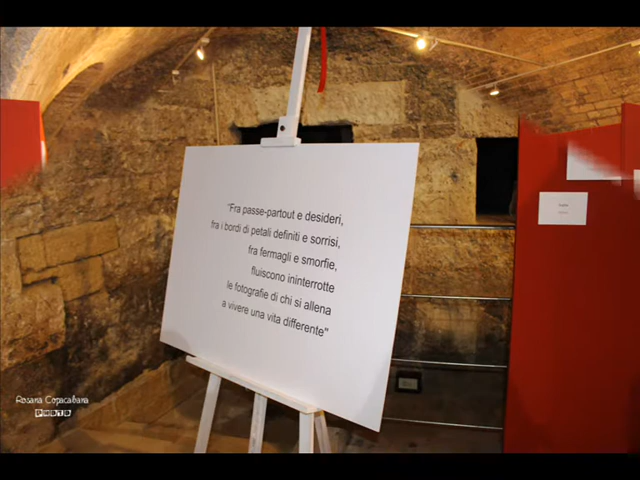 "Fra passe-partout e desideri,
fra i bordi di petali definiti e sorrisi,
fra fermagli e smorfie,
fluiscono ininterrotte
le fotografie di chi si allena
a vivere una vita differente"
Rosana Copacabana
PHOTO